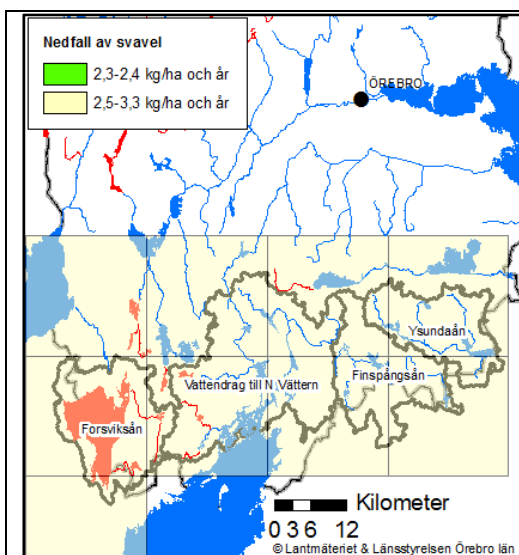 Nedfall av svavel
2,3-2,4 kg/ha och år
2,5-3,3 kg/ha och år
ÖREBRO
Ysundaån
Vattendrag till N Vättern
Finspångsån
Forsviksån
Kilometer
0 3 6 12
© Lantmäteriet & Länsstyrelsen Örebro län